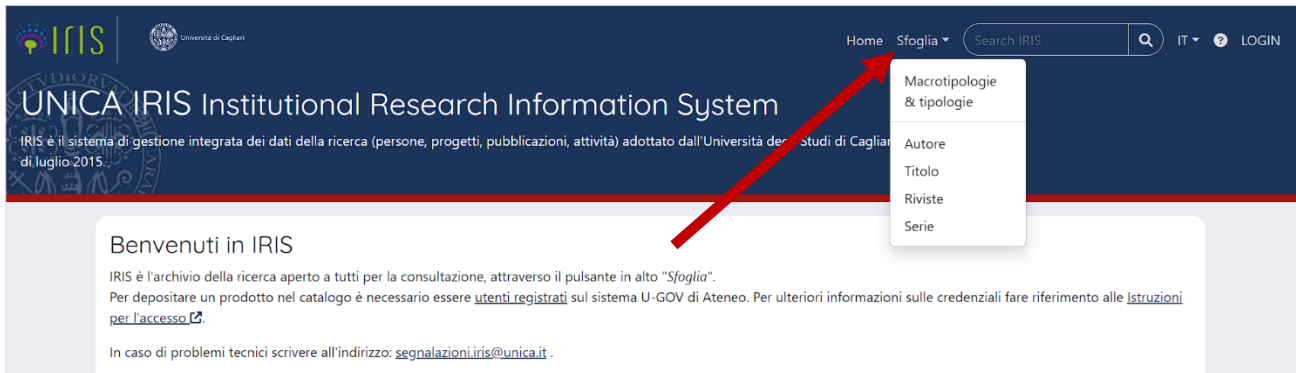 IRIS
Università di Cagliari
Home Sfoglia Search IRIS IT ? LOGIN
Macrotipologie
& tipologie
Autore
Titolo
Riviste
Serie
UNICA IRIS Institutional Research Information System
IRIS è il sistema di gestione integrata dei dati della ricerca (persone, progetti, pubblicazioni, attività) adottato dall'Università degli Studi di Cagliar
di luglio 2015.
Benvenuti in IRIS
IRIS è l'archivio della ricerca aperto a tutti per la consultazione, attraverso il pulsante in alto "Sfoglia".
Per depositare un prodotto nel catalogo è necessario essere utenti registrati sul sistema U-GOV di Ateneo. Per ulteriori informazioni sulle credenziali fare riferimento alle Istruzioni
per l'accesso.
In caso di problemi tecnici scrivere all'indirizzo: segnalazioni.iris@unica.it .